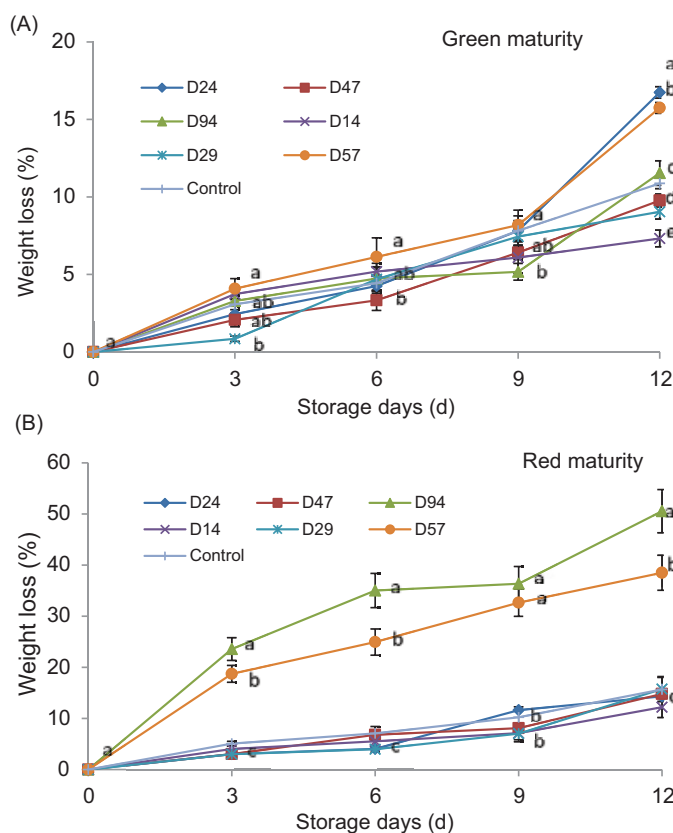 (A)
Green maturity
D24 D47
D94 D14
D29 D57
Control
Weight loss (%)
20
15
10
5
0
a
a
ab
ab
b
a
ab
b
a
b
a
b
c
d
e
0 3 6 9 12
Storage days (d)
(B)
Red maturity
D24 D47 D94
D14 D29 D57
Control
Weight loss (%)
60
50
40
30
20
10
0
a
a
b
c
a
b
c
a
a
b
b
a
b
c
0 3 6 9 12
Storage days (d)